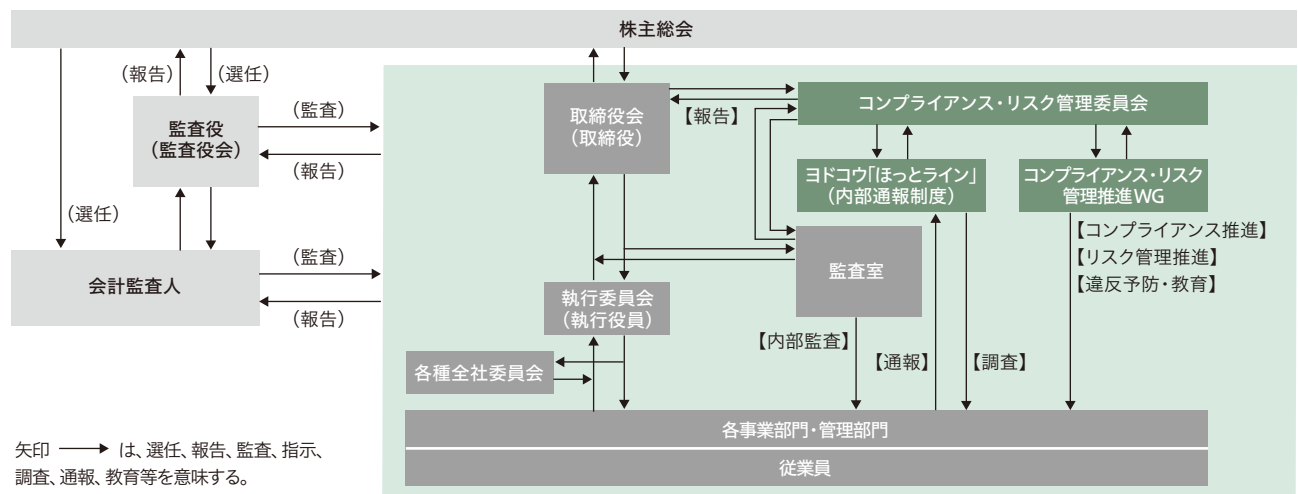 株主総会
（報告）
（選任）
監査役
（監査役会）
（監査）
（報告）
（選任）
会計監査人
（監査）
（報告）
取締役会
（取締役）
【報告】
コンプライアンス・リスク管理委員会
ヨドコウ「ほっとライン」
（内部通報制度）
コンプライアンス・リスク
管理推進WG
【コンプライアンス推進】
【リスク管理推進】
【違反予防・教育】
監査室
執行委員会
（執行役員）
【内部監査】
【通報】
【調査】
各種全社委員会
各事業部門・管理部門
従業員
矢印 は、選任、報告、監査、指示、
調査、通報、教育等を意味する。